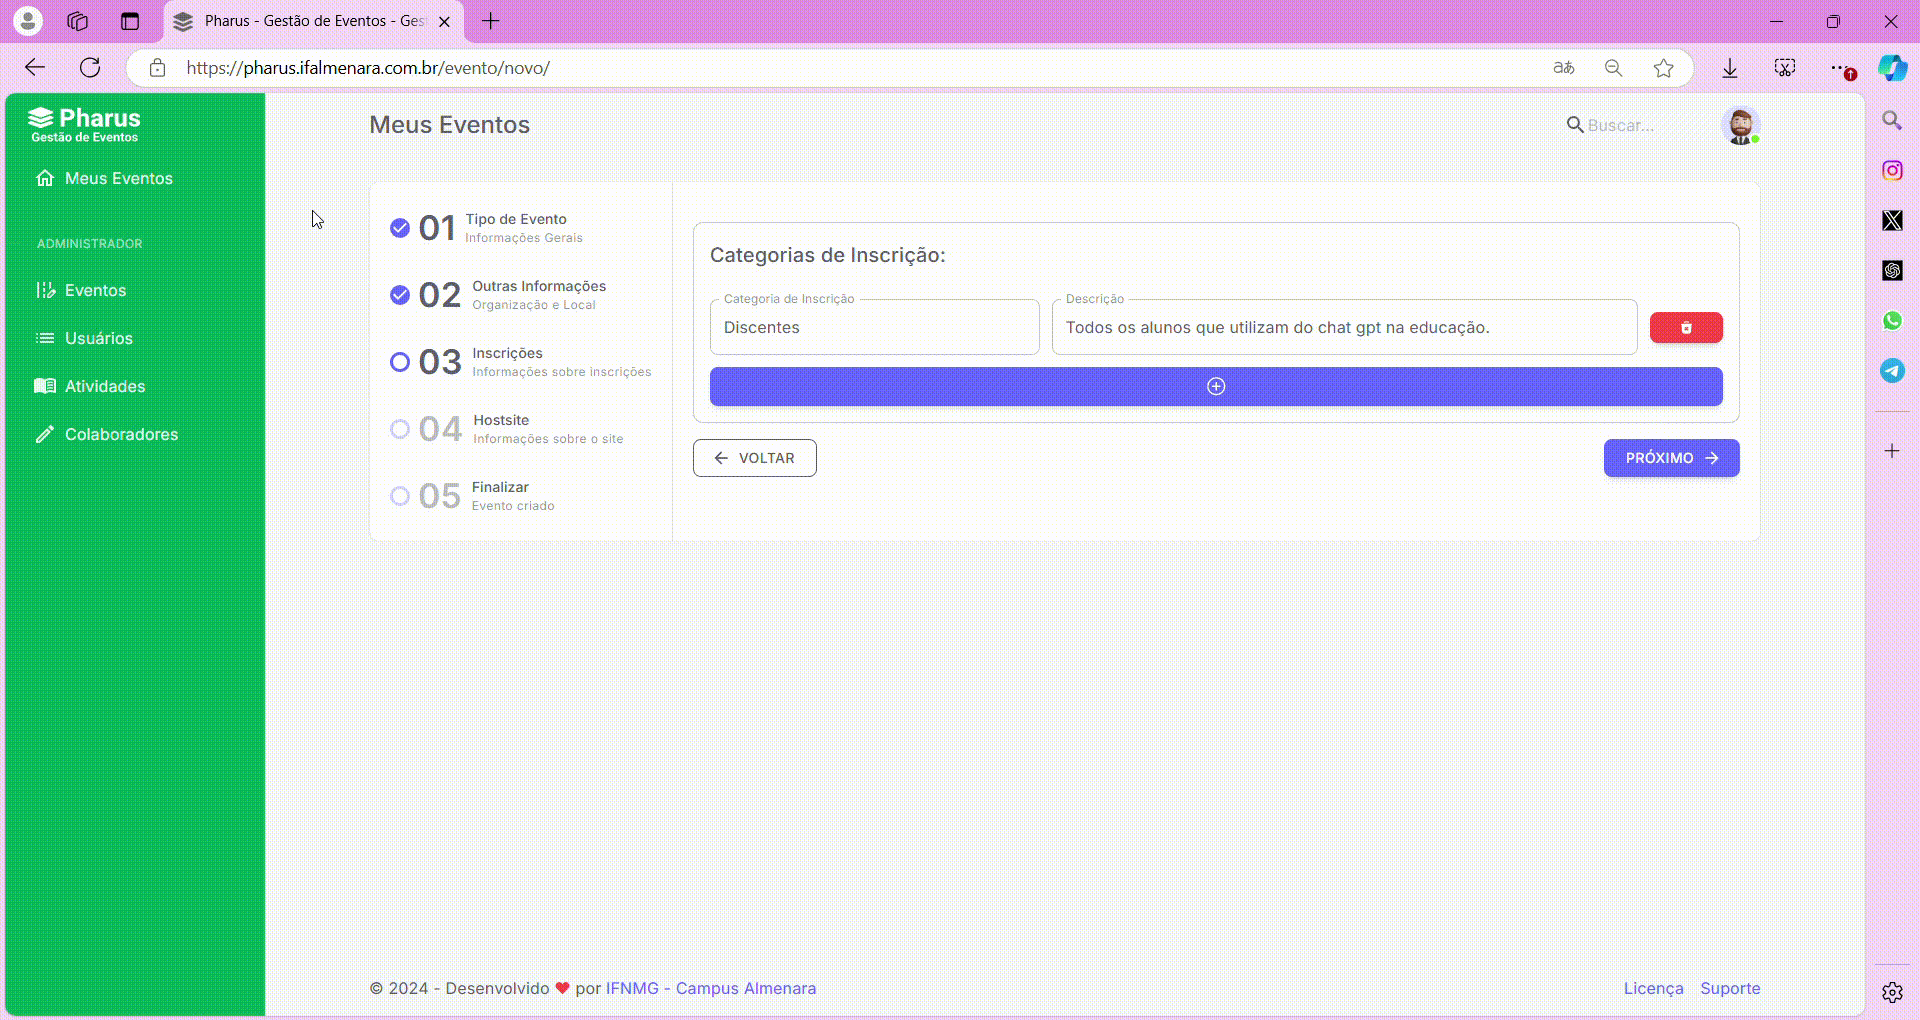 Pharus - Gestão de Eventos - Ges
https://pharus.ifalmenara.com.br/evento/novo/
aあ
Pharus
Gestão de Eventos
Meus Eventos
ADMINISTRADOR
Eventos
Usuários
Atividades
Colaboradores
Meus Eventos
Buscar...
01 Tipo de Evento
Informações Gerais
02 Outras Informações
Organização e Local
03 Inscrições
Informações sobre inscrições
04 Hostsite
Informações sobre o site
05 Finalizar
Evento criado
Categorias de Inscrição:
Categoria de Inscrição
Discentes
Descrição
Todos os alunos que utilizam do chat gpt na educação.
VOLTAR
PRÓXIMO
© 2024 - Desenvolvido ❤ por IFNMG - Campus Almenara
Licença Suporte